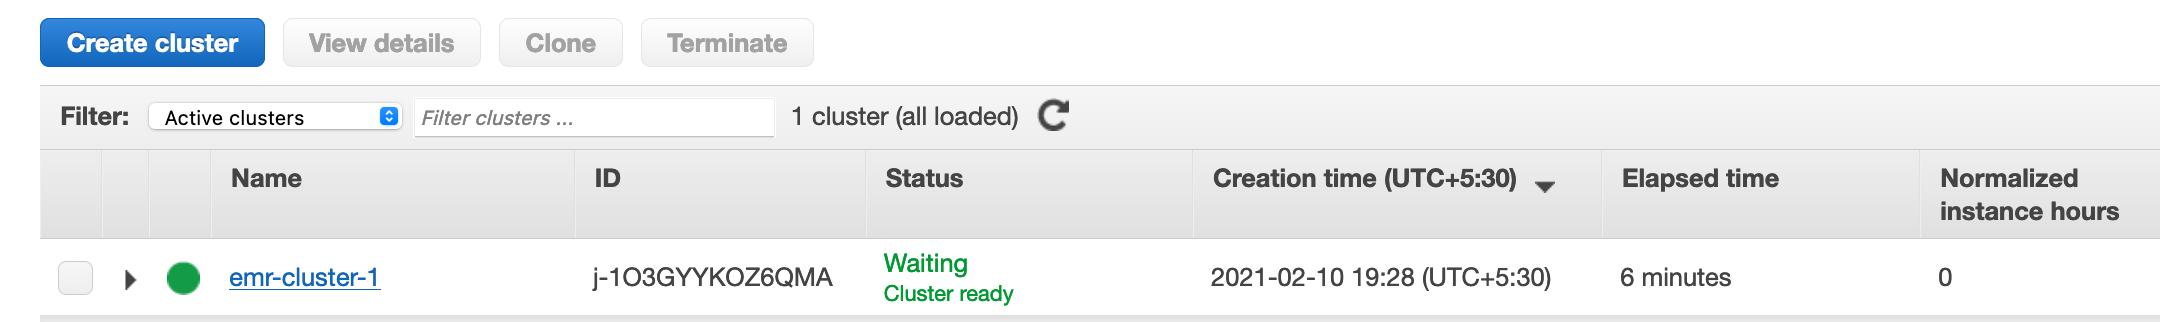 Create cluster View details Clone Terminate
Filter: Active clusters Filter clusters ... 1 cluster (all loaded)
Name ID Status Creation time (UTC+5:30) Elapsed time Normalized instance hours
emr-cluster-1 j-1O3GYYKOZ6QMA Waiting 2021-02-10 19:28 (UTC+5:30) 6 minutes 0
Cluster ready